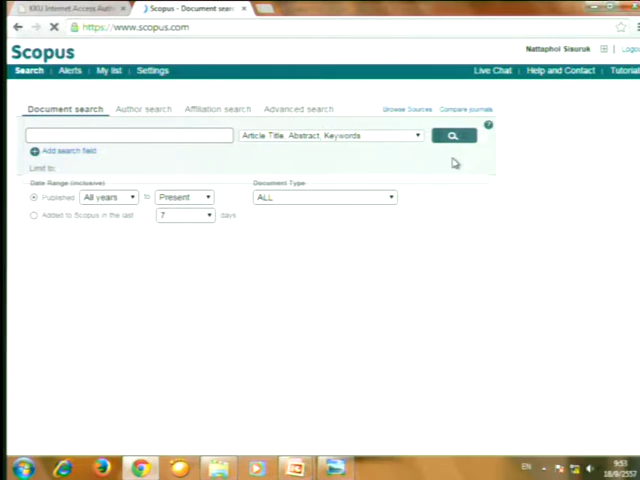 KKU Internet Access Auth
Scopus - Document sear
https://www.scopus.com
Scopus
Nattaphol Sisuruk
Logou
Search Alerts My list Settings Live Chat Help and Contact Tutorial
Document search Author search Affiliation search Advanced search Browse Sources Compare journals
Article Title, Abstract, Keywords
Add search field
Limit to:
Date Range (inclusive) Document Type
Published All years to Present ALL
Added to Scopus in the last 7 days
EN
9:53
18/9/2557